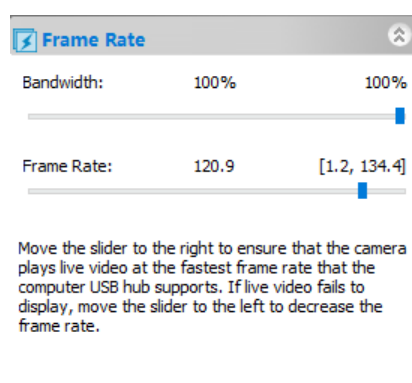 Frame Rate
Bandwidth: 100% 100%
Frame Rate: 120.9 [1.2, 134.4]
Move the slider to the right to ensure that the camera
plays live video at the fastest frame rate that the
computer USB hub supports. If live video fails to
display, move the slider to the left to decrease the
frame rate.